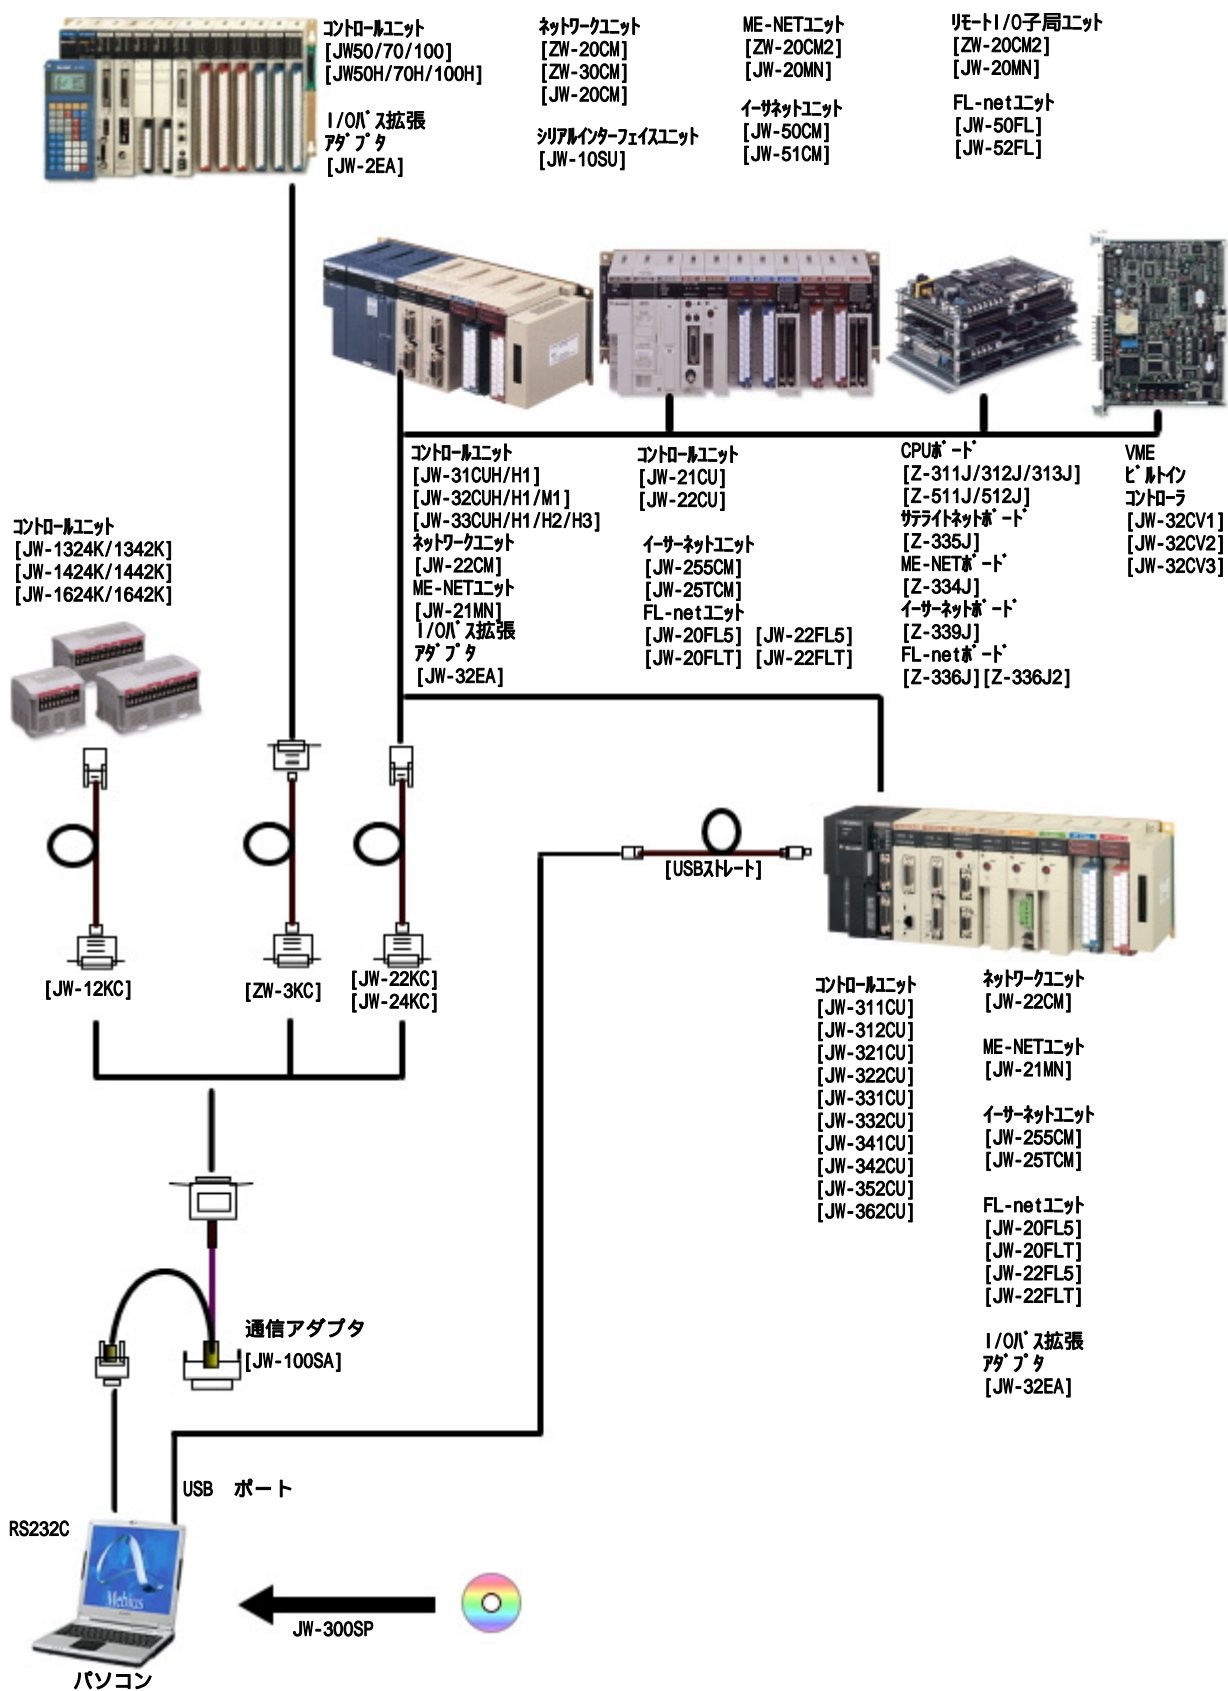 コントロールユニット
[JW50/70/100]
[JW50H/70H/100H]
I/Oバス拡張
アダプタ
[JW-2EA]
ネットワークユニット
[ZW-20CM]
[ZW-30CM]
[JW-20CM]
シリアルインターフェイスユニット
[JW-10SU]
ME-NETユニット
[ZW-20CM2]
[JW-20MN]
イーサネットユニット
[JW-50CM]
[JW-51CM]
リモートI/O子局ユニット
[ZW-20CM2]
[JW-20MN]
FL-netユニット
[JW-50FL]
[JW-52FL]
コントロールユニット
[JW-31CUH/H1]
[JW-32CUH/H1/M1]
[JW-33CUH/H1/H2/H3]
ネットワークユニット
[JW-22CM]
ME-NETユニット
[JW-21MN]
I/Oバス拡張
アダプタ
[JW-32EA]
コントロールユニット
[JW-21CU]
[JW-22CU]
イーサーネットユニット
[JW-255CM]
[JW-25TCM]
FL-netユニット
[JW-20FL5] [JW-22FL5]
[JW-20FLT] [JW-22FLT]
CPUボード
[Z-311J/312J/313J]
[Z-511J/512J]
サテライトネットボード
[Z-335J]
ME-NETボード
[Z-334J]
イーサーネットボード
[Z-339J]
FL-netボード
[Z-336J][Z-336J2]
VME
ビルトイン
コントローラ
[JW-32CV1]
[JW-32CV2]
[JW-32CV3]
コントロールユニット
[JW-1324K/1342K]
[JW-1424K/1442K]
[JW-1624K/1642K]
[JW-12KC]
[ZW-3KC]
[JW-22KC]
[JW-24KC]
[USBストレート]
コントロールユニット
[JW-311CU]
[JW-312CU]
[JW-321CU]
[JW-322CU]
[JW-331CU]
[JW-332CU]
[JW-341CU]
[JW-342CU]
[JW-352CU]
[JW-362CU]
ネットワークユニット
[JW-22CM]
ME-NETユニット
[JW-21MN]
イーサーネットユニット
[JW-255CM]
[JW-25TCM]
FL-netユニット
[JW-20FL5]
[JW-20FLT]
[JW-22FL5]
[JW-22FLT]
I/Oバス拡張
アダプタ
[JW-32EA]
通信アダプタ
[JW-100SA]
USB ポート
RS232C
Mebius
JW-300SP
パソコン